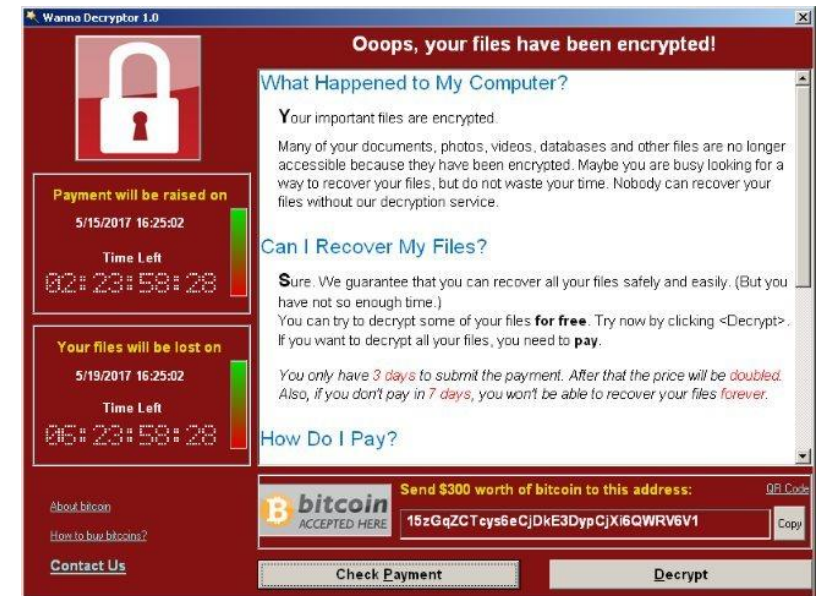 Wanna Decryptor 1.0
Ooops, your files have been encrypted!
Payment will be raised on
5/15/2017 16:25:02
Time Left
02:23:58:28
Your files will be lost on
5/19/2017 16:25:02
Time Left
06:23:58:28
About bitcoin
How to buy bitcoins?
Contact Us
What Happened to My Computer?
Your important files are encrypted.
Many of your documents, photos, videos, databases and other files are no longer
accessible because they have been encrypted. Maybe you are busy looking for a
way to recover your files, but do not waste your time. Nobody can recover your
files without our decryption service.
Can I Recover My Files?
Sure. We guarantee that you can recover all your files safely and easily. (But you
have not so enough time.)
You can try to decrypt some of your files for free. Try now by clicking <Decrypt>.
If you want to decrypt all your files, you need to pay.
You only have 3 days to submit the payment. After that the price will be doubled.
Also, if you don't pay in 7 days, you won't be able to recover your files forever.
How Do I Pay?
bitcoin
ACCEPTED HERE
Send $300 worth of bitcoin to this address:
QR Code
15zGqZCTcys6eCjDkE3DypCjXi6QWRV6V1
Copy
Check Payment
Decrypt